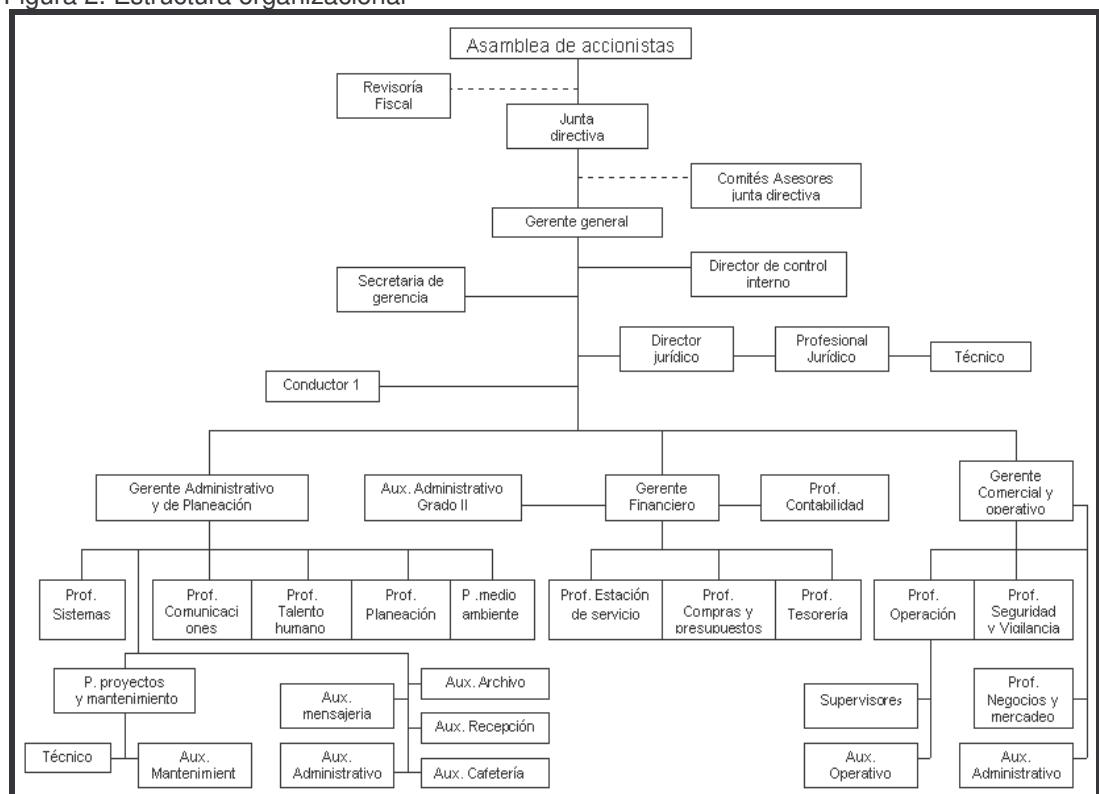 Figura 2. Estructura organizacional
Asamblea de accionistas
Revisoría
Fiscal
Junta
directiva
Comités Asesores
junta directiva
Gerente general
Director de control
interno
Secretaria de
gerencia
Director
jurídico
Profesional
Jurídico
Técnico
Conductor 1
Gerente Administrativo
y de Planeación
Aux. Administrativo
Grado II
Gerente
Financiero
Prof.
Contabilidad
Gerente
Comercial y
operativo
Prof.
Sistemas
Prof.
Comunicaci
ones
Prof.
Talento
humano
Prof.
Planeación
P .medio
ambiente
Prof. Estación
de servicio
Prof.
Compras y
presupuestos
Prof.
Tesorería
Prof.
Operación
Prof.
Seguridad
y Vigilancia
P. proyectos
y mantenimiento
Aux.
mensajeria
Aux. Archivo
Aux. Recepción
Supervisores
Prof.
Negocios y
mercadeo
Técnico
Aux.
Mantenimient
Aux.
Administrativo
Aux. Cafetería
Aux.
Operativo
Aux.
Administrativo